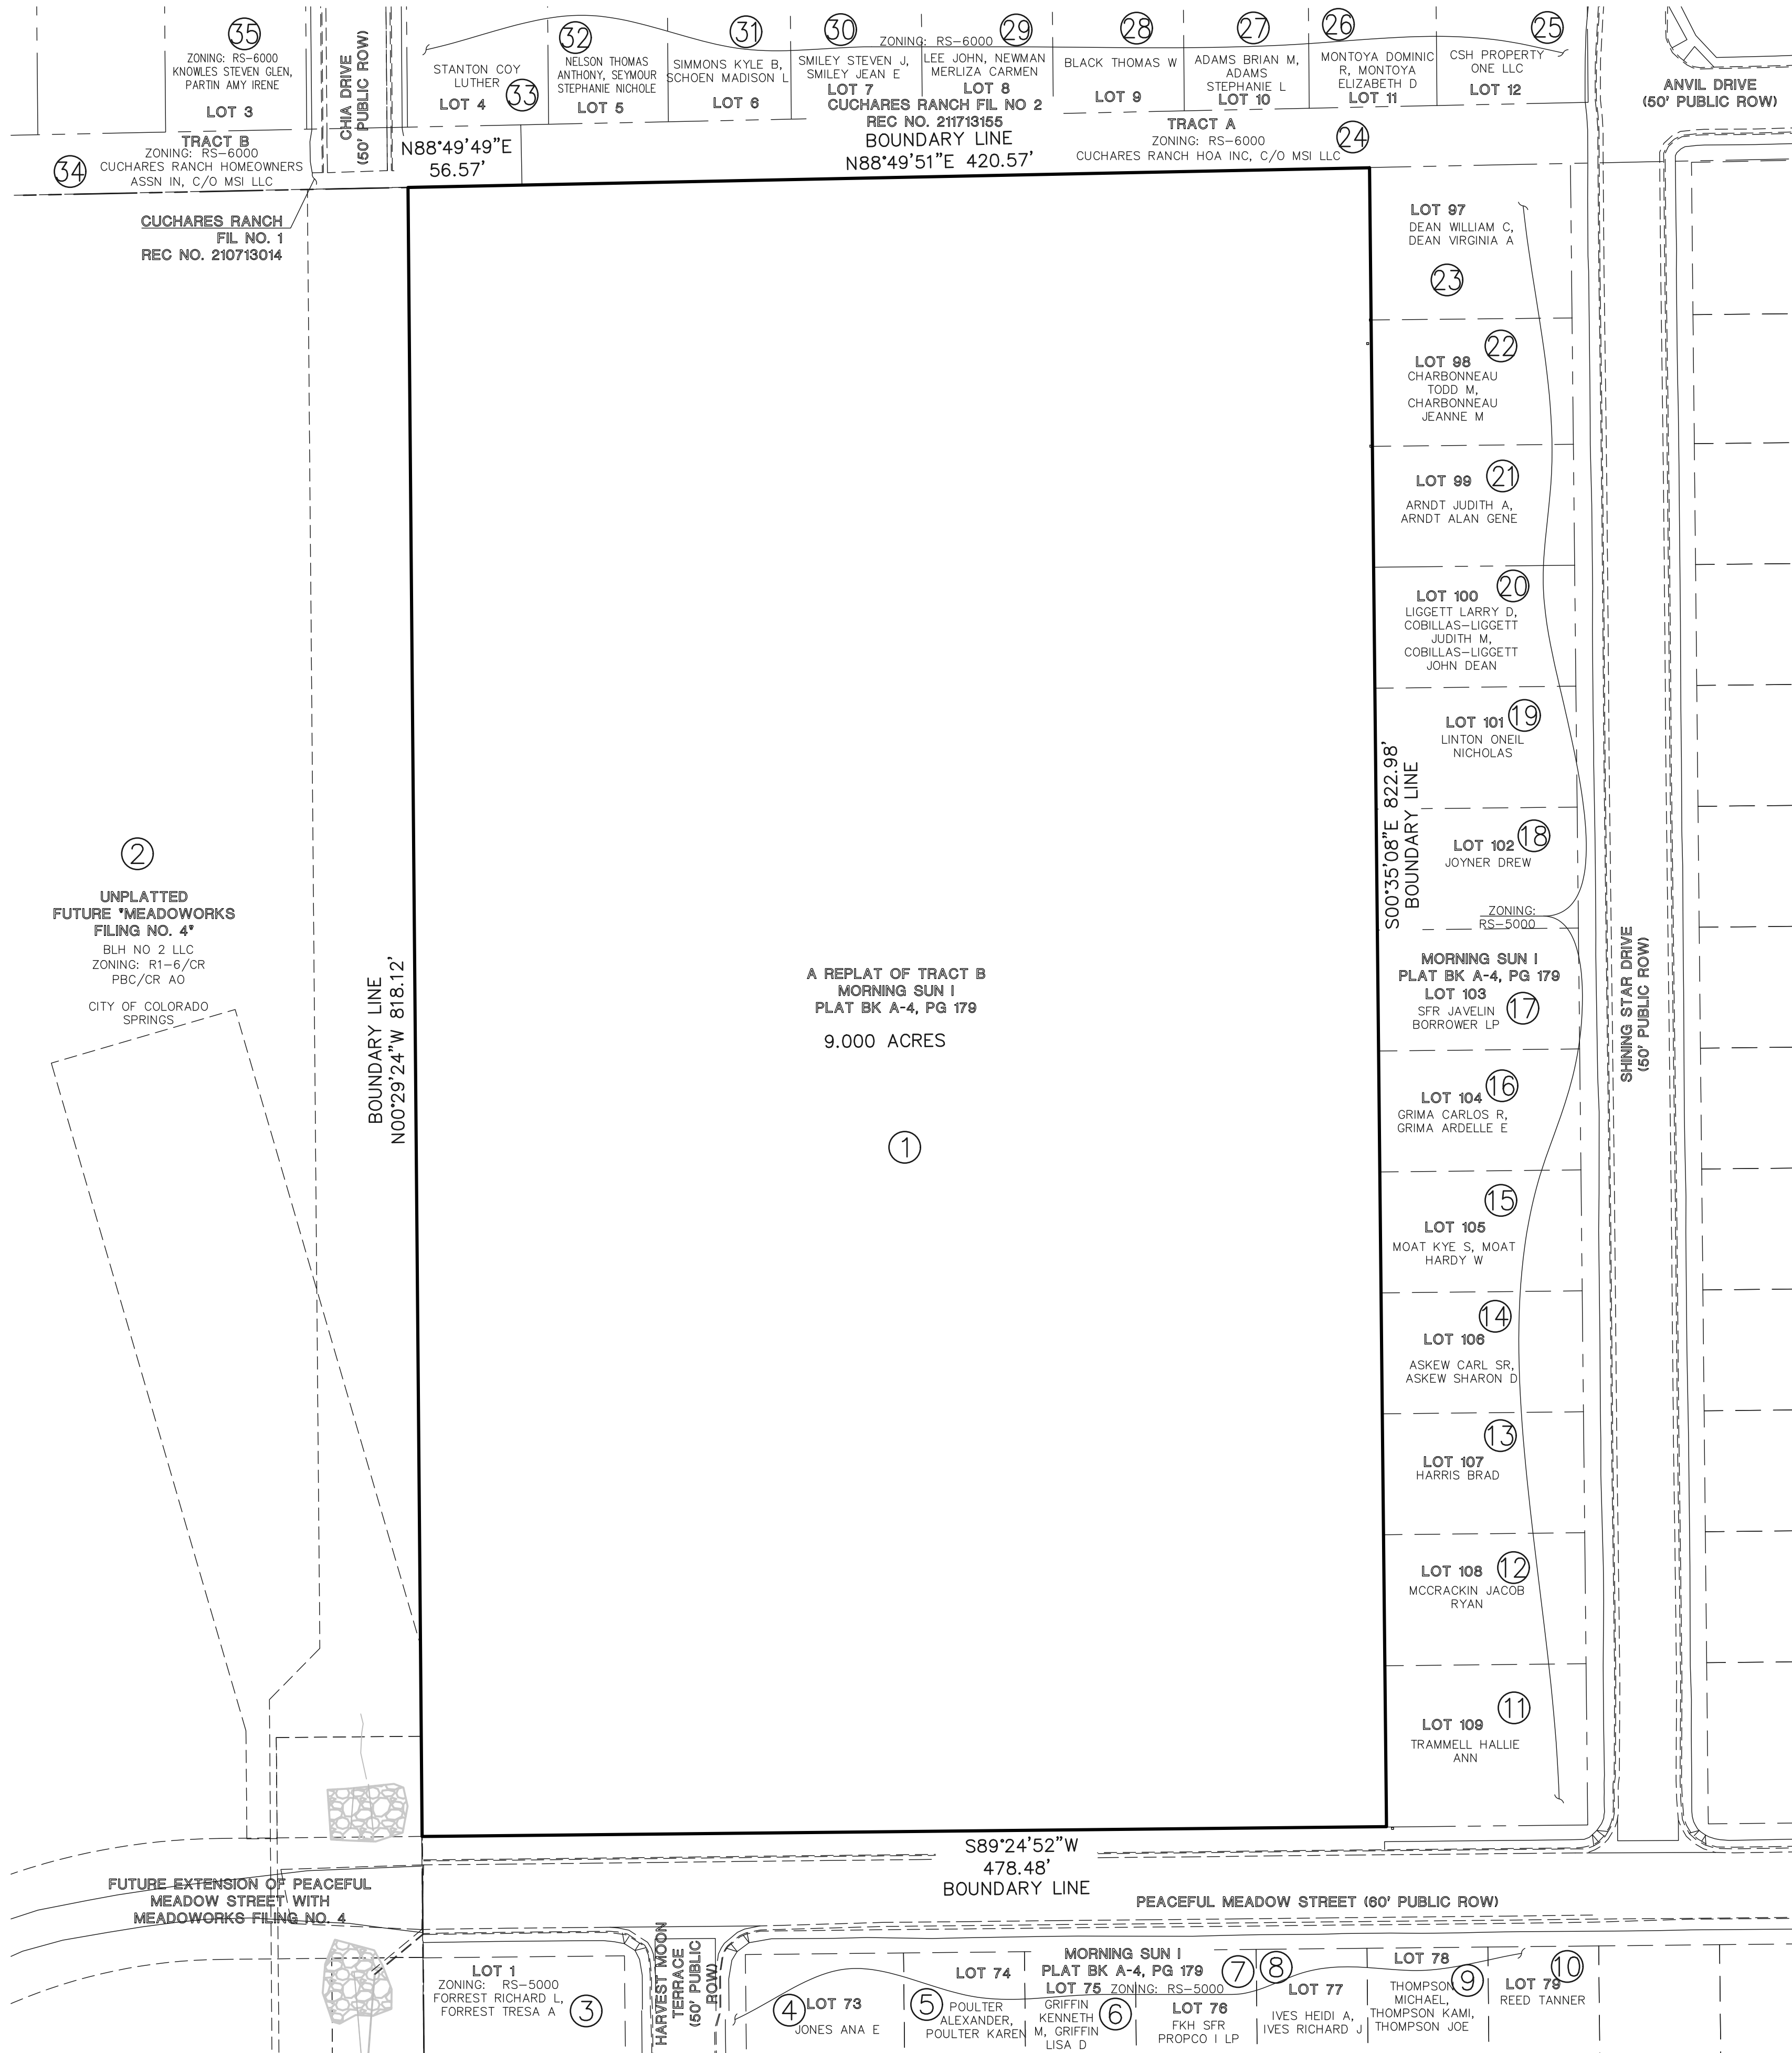 35
ZONING: RS-6000
KNOWLES STEVEN GLEN,
PARTIN AMY IRENE
LOT 3
CHIA DRIVE
(50' PUBLIC ROW)
STANTON COY
LUTHER
33
LOT 4
32
NELSON THOMAS
ANTHONY, SEYMOUR
STEPHANIE NICHOLE
LOT 5
31
SIMMONS KYLE B,
SCHOEN MADISON L
LOT 6
30
ZONING: RS-6000
SMILEY STEVEN J,
SMILEY JEAN E
LOT 7
29
LEE JOHN, NEWMAN
MERLIZA CARMEN
LOT 8
28
BLACK THOMAS W
LOT 9
27
ADAMS BRIAN M,
ADAMS
STEPHANIE L
LOT 10
26
MONTOYA DOMINIC
R, MONTOYA
ELIZABETH D
LOT 11
25
CSH PROPERTY
ONE LLC
LOT 12
ANVIL DRIVE
(50' PUBLIC ROW)
CUCHARES RANCH FIL NO 2
REC NO. 211713155
BOUNDARY LINE
N88°49'51"E 420.57'
N88°49'49"E
56.57'
TRACT A
ZONING: RS-6000
CUCHARES RANCH HOA INC, C/O MSI LLC
24
TRACT B
ZONING: RS-6000
CUCHARES RANCH HOMEOWNERS
ASSN IN, C/O MSI LLC
34
CUCHARES RANCH
FIL NO. 1
REC NO. 210713014
LOT 97
DEAN WILLIAM C,
DEAN VIRGINIA A
23
22
LOT 98
CHARBONNEAU
TODD M,
CHARBONNEAU
JEANNE M
LOT 99
21
ARNDT JUDITH A,
ARNDT ALAN GENE
LOT 100
20
LIGGETT LARRY D,
COBILLAS-LIGGETT
JUDITH M,
COBILLAS-LIGGETT
JOHN DEAN
LOT 101
19
LINTON ONEIL
NICHOLAS
S00°35'08"E 822.98'
BOUNDARY LINE
LOT 102
18
JOYNER DREW
ZONING:
RS-5000
MORNING SUN I
PLAT BK A-4, PG 179
LOT 103
SFR JAVELIN
BORROWER LP
17
SHINING STAR DRIVE
(50' PUBLIC ROW)
LOT 104
16
GRIMA CARLOS R,
GRIMA ARDELLE E
15
LOT 105
MOAT KYE S, MOAT
HARDY W
14
LOT 106
ASKEW CARL SR,
ASKEW SHARON D
13
LOT 107
HARRIS BRAD
LOT 108
12
MCCRACKIN JACOB
RYAN
11
LOT 109
TRAMMELL HALLIE
ANN
2
UNPLATTED
FUTURE "MEADOWORKS
FILING NO. 4"
BLH NO 2 LLC
ZONING: R1-6/CR
PBC/CR AO
CITY OF COLORADO
SPRINGS
BOUNDARY LINE
N00°29'24"W 818.12'
A REPLAT OF TRACT B
MORNING SUN I
PLAT BK A-4, PG 179
9.000 ACRES
1
S89°24'52"W
478.48'
BOUNDARY LINE
PEACEFUL MEADOW STREET (60' PUBLIC ROW)
FUTURE EXTENSION OF PEACEFUL
MEADOW STREET WITH
MEADOWORKS FILING NO. 4
LOT 1
ZONING: RS-5000
FORREST RICHARD L,
FORREST TRESA A
3
HARVEST MOON
TERRACE
(50' PUBLIC
ROW)
4
LOT 73
JONES ANA E
LOT 74
5
POULTER
ALEXANDER,
POULTER KAREN
MORNING SUN I
PLAT BK A-4, PG 179
LOT 75
ZONING: RS-5000
GRIFFIN
KENNETH
M, GRIFFIN
LISA D
6
7
LOT 76
FKH SFR
PROPCO I LP
8
LOT 77
IVES HEIDI A,
IVES RICHARD J
LOT 78
THOMPSON
MICHAEL,
THOMPSON KAMI,
THOMPSON JOE
9
10
LOT 79
REED TANNER